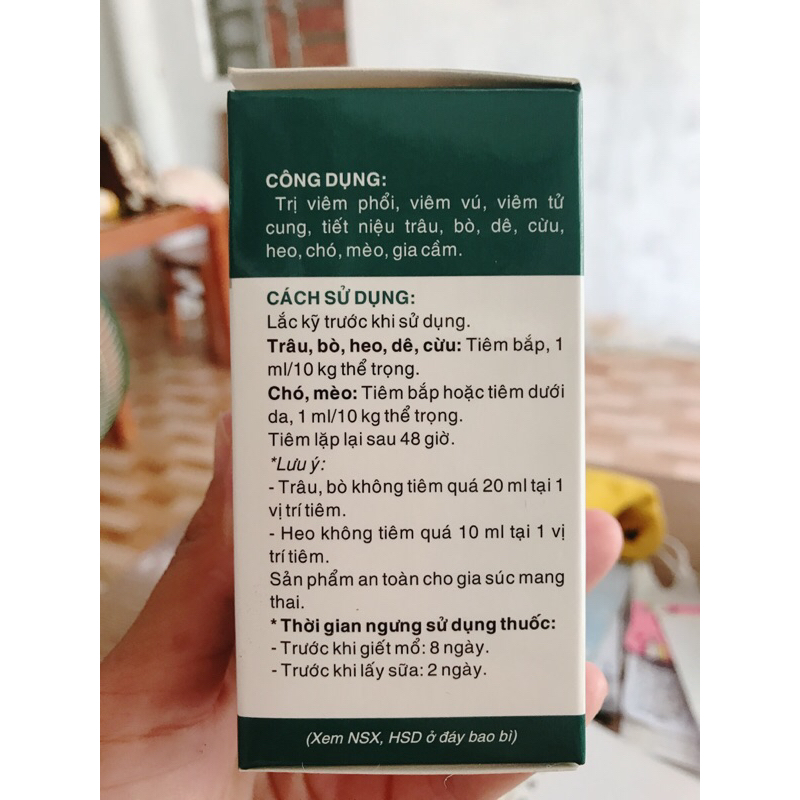 CÔNG DỤNG:
Trị viêm phổi, viêm vú, viêm tử
cung, tiết niệu trâu, bò, dê, cừu,
heo, chó, mèo, gia cầm.
CÁCH SỬ DỤNG:
Lắc kỹ trước khi sử dụng.
Trâu, bò, heo, dê, cừu: Tiêm bắp, 1
ml/10 kg thể trọng.
Chó, mèo: Tiêm bắp hoặc tiêm dưới
da, 1 ml/10 kg thể trọng.
Tiêm lặp lại sau 48 giờ.
*Lưu ý:
- Trâu, bò không tiêm quá 20 ml tại 1
vị trí tiêm.
- Heo không tiêm quá 10 ml tại 1 vị
trí tiêm.
Sản phẩm an toàn cho gia súc mang
thai.
* Thời gian ngưng sử dụng thuốc:
- Trước khi giết mổ: 8 ngày.
- Trước khi lấy sữa: 2 ngày.
(Xem NSX, HSD ở đáy bao bì)